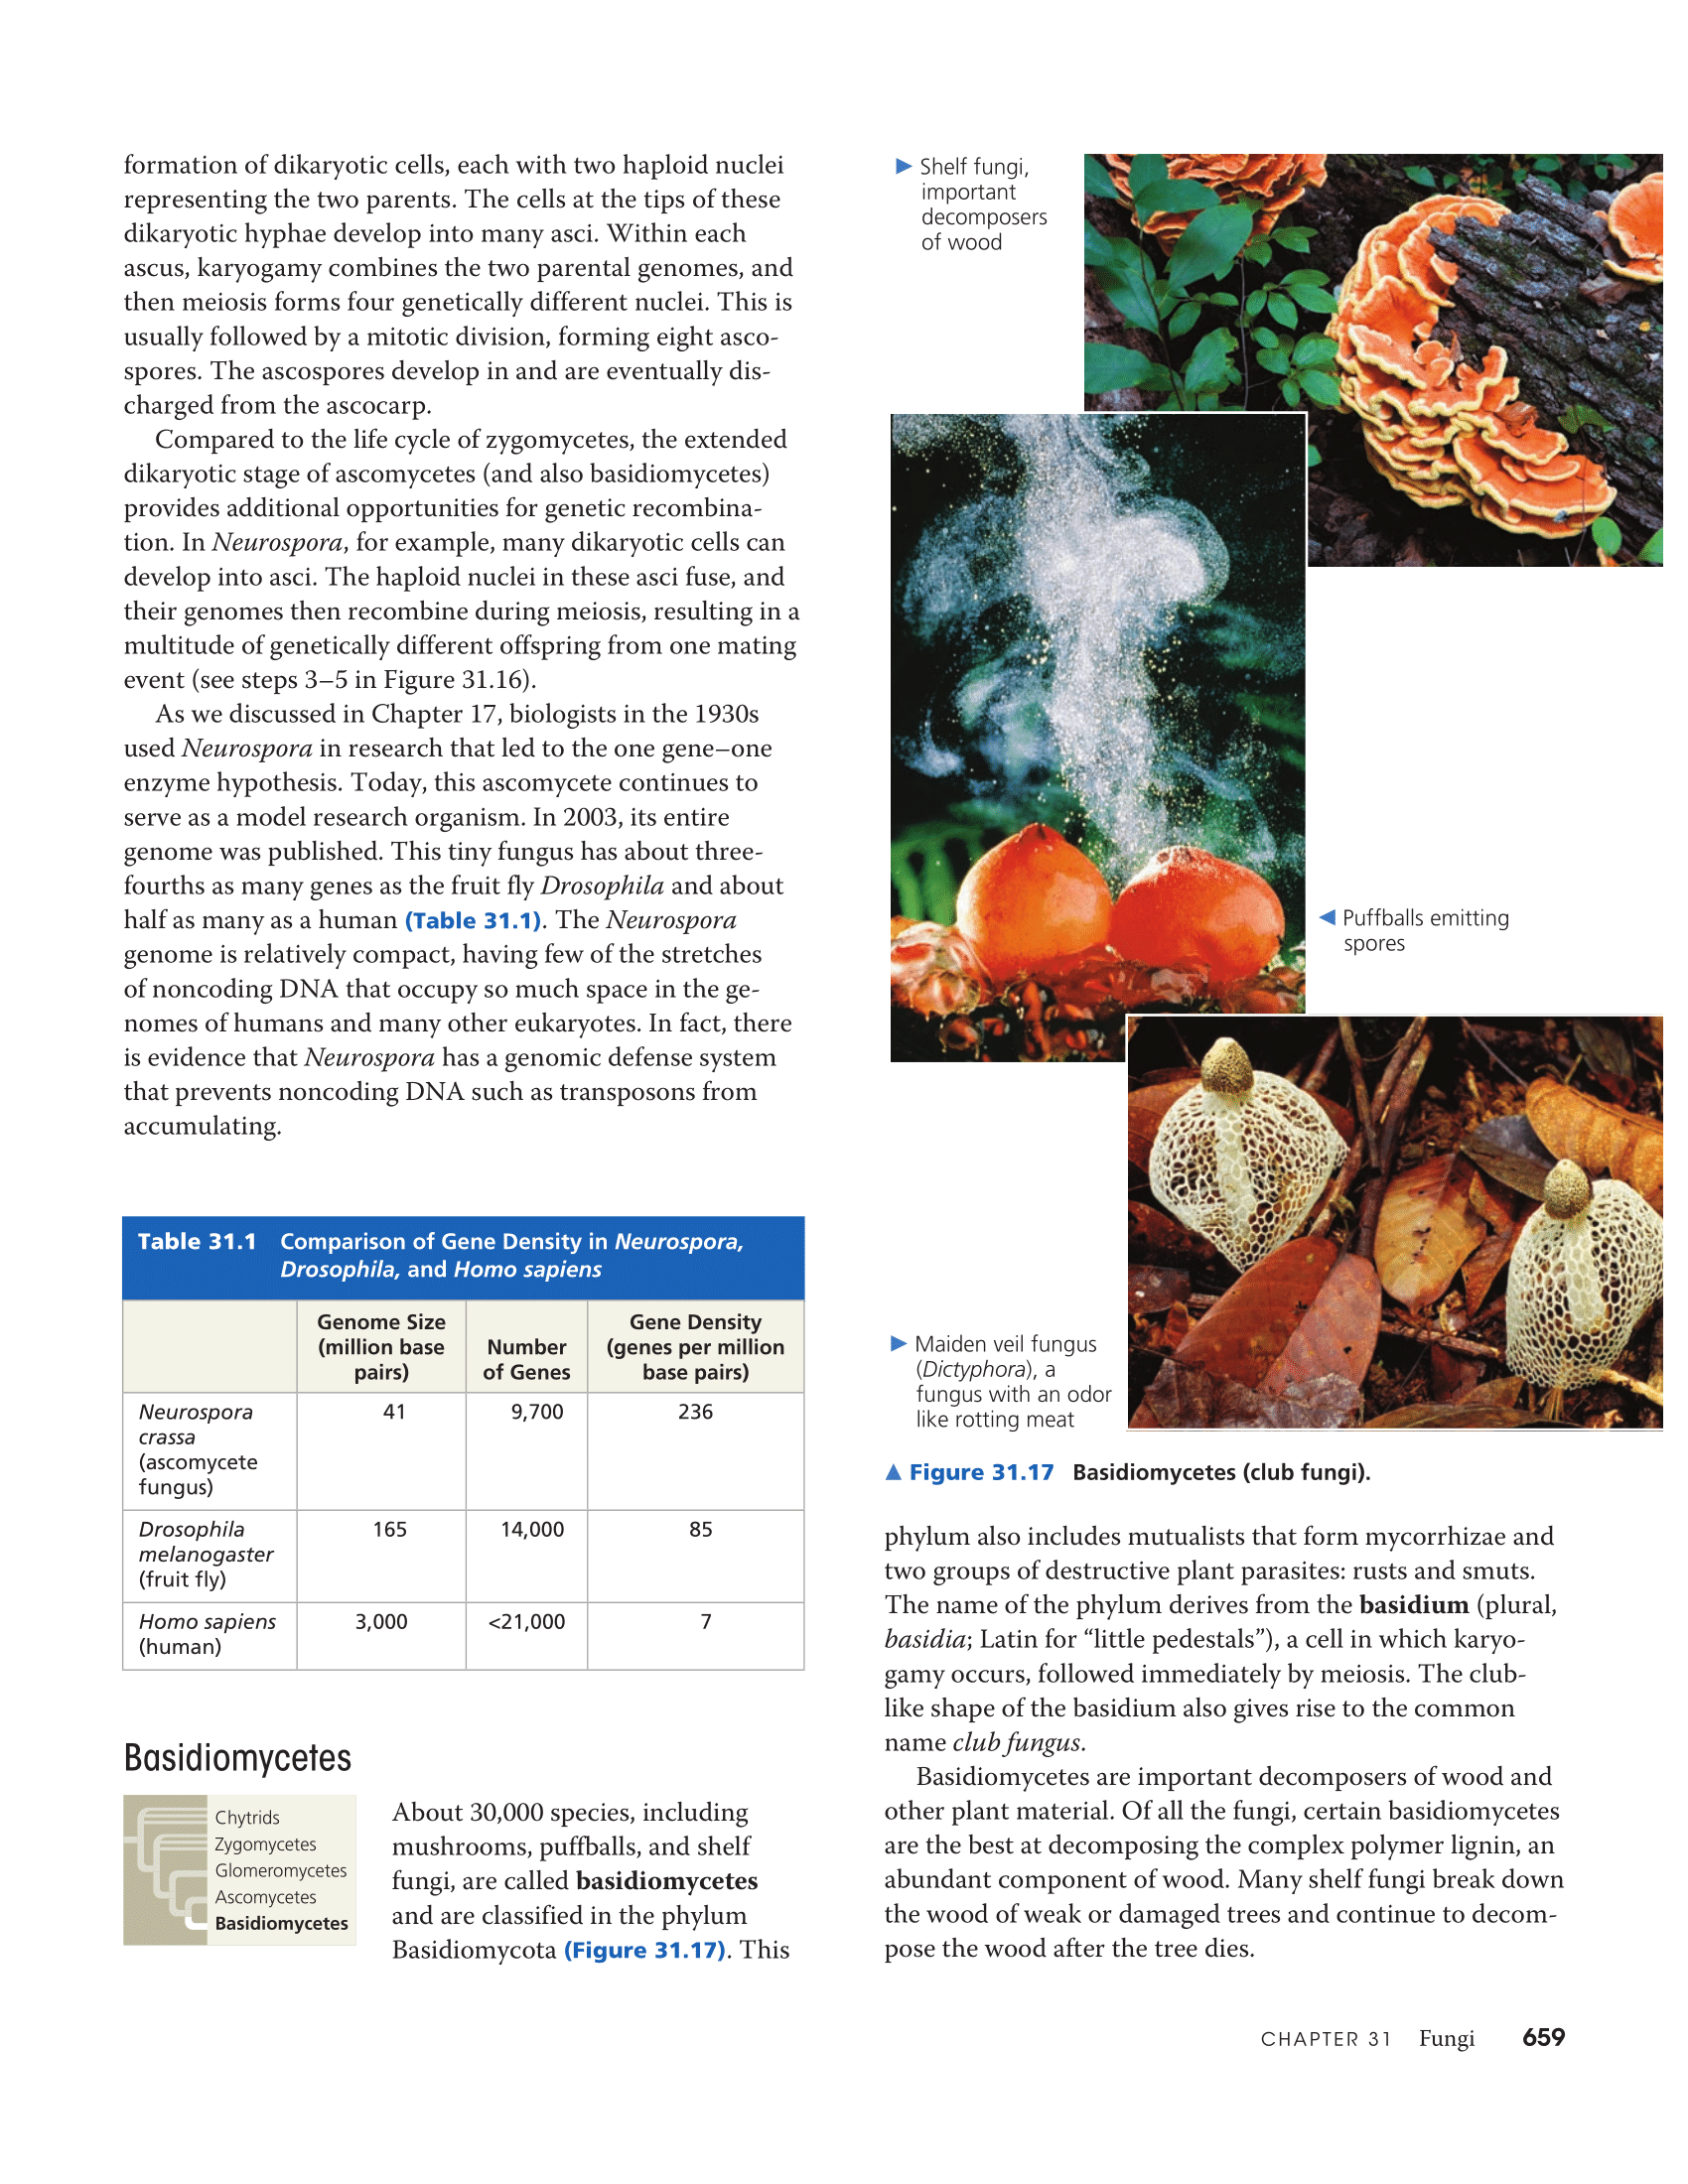 formation of dikaryotic cells, each with two haploid nuclei
representing the two parents. The cells at the tips of these
dikaryotic hyphae develop into many asci. Within each
ascus, karyogamy combines the two parental genomes, and
then meiosis forms four genetically different nuclei. This is
usually followed by a mitotic division, forming eight asco-
spores. The ascospores develop in and are eventually dis-
charged from the ascocarp.
Compared to the life cycle of zygomycetes, the extended
dikaryotic stage of ascomycetes (and also basidiomycetes)
provides additional opportunities for genetic recombina-
tion. In Neurospora, for example, many dikaryotic cells can
develop into asci. The haploid nuclei in these asci fuse, and
their genomes then recombine during meiosis, resulting in a
multitude of genetically different offspring from one mating
event (see steps 3–5 in Figure 31.16).
As we discussed in Chapter 17, biologists in the 1930s
used Neurospora in research that led to the one gene–one
enzyme hypothesis. Today, this ascomycete continues to
serve as a model research organism. In 2003, its entire
genome was published. This tiny fungus has about three-
fourths as many genes as the fruit fly Drosophila and about
half as many as a human (Table 31.1). The Neurospora
genome is relatively compact, having few of the stretches
of noncoding DNA that occupy so much space in the ge-
nomes of humans and many other eukaryotes. In fact, there
is evidence that Neurospora has a genomic defense system
that prevents noncoding DNA such as transposons from
accumulating.
Table 31.1 Comparison of Gene Density in Neurospora,
Drosophila, and Homo sapiens
Genome Size
(million base
pairs)
Number
of Genes
Gene Density
(genes per million
base pairs)
Neurospora
crassa
(ascomycete
fungus)
41
9,700
236
Drosophila
melanogaster
(fruit fly)
165
14,000
85
Homo sapiens
(human)
3,000
<21,000
7
Basidiomycetes
Chytrids
Zygomycetes
Glomeromycetes
Ascomycetes
Basidiomycetes
About 30,000 species, including
mushrooms, puffballs, and shelf
fungi, are called basidiomycetes
and are classified in the phylum
Basidiomycota (Figure 31.17). This
▶ Shelf fungi,
important
decomposers
of wood
◀ Puffballs emitting
spores
▶ Maiden veil fungus
(Dictyphora), a
fungus with an odor
like rotting meat
▲ Figure 31.17 Basidiomycetes (club fungi).
phylum also includes mutualists that form mycorrhizae and
two groups of destructive plant parasites: rusts and smuts.
The name of the phylum derives from the basidium (plural,
basidia; Latin for “little pedestals”), a cell in which karyo-
gamy occurs, followed immediately by meiosis. The club-
like shape of the basidium also gives rise to the common
name club fungus.
Basidiomycetes are important decomposers of wood and
other plant material. Of all the fungi, certain basidiomycetes
are the best at decomposing the complex polymer lignin, an
abundant component of wood. Many shelf fungi break down
the wood of weak or damaged trees and continue to decom-
pose the wood after the tree dies.
CHAPTER 31 Fungi 659